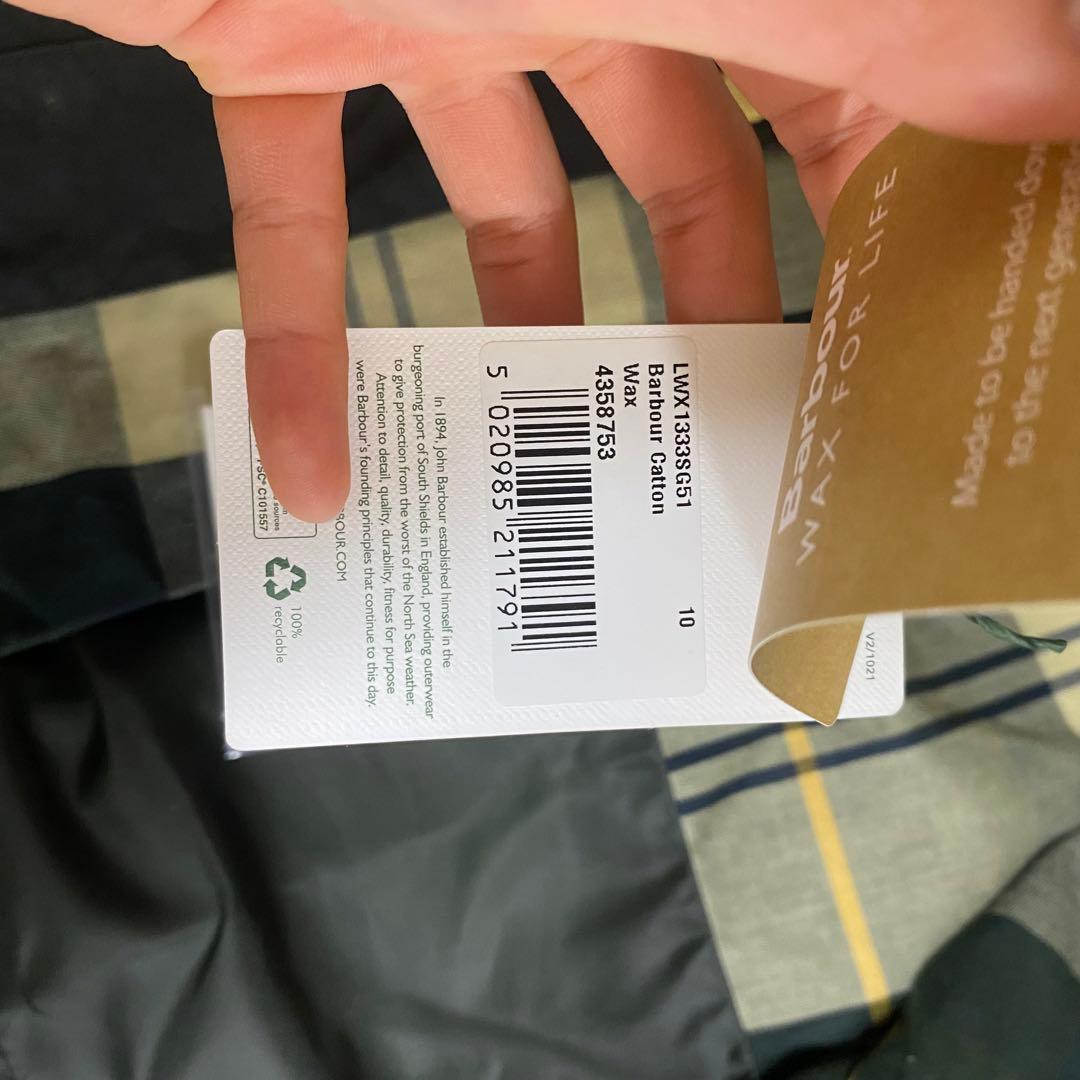 Barbour.
WAX FOR LIFE
Made to be handed
to the next
V2/1021
LWX1333SG51 10
Barbour Catton
Wax
4358753
5 020985 211791
In 1894, John Barbour established himself in the
burgeoning port of South Shields in England, providing outerwear
to give protection from the worst of the North Sea weather.
Attention to detail, quality, durability, fitness for purpose
were Barbour's founding principles that continue to this day.
OUR.COM
sources
FSC® C101557
100%
recyclable